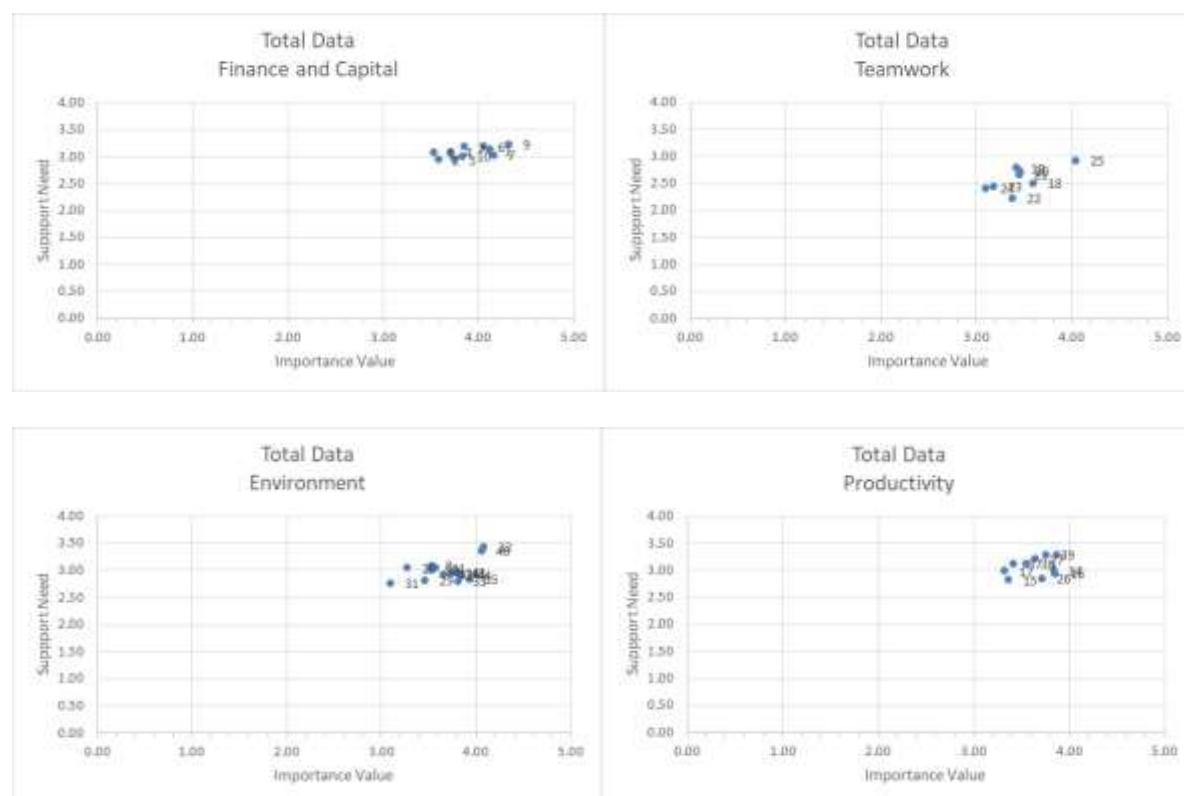 Total Data
Finance and Capital
4.00
3.50
3.00
2.50
2.00
1.50
1.00
0.50
0.00
Suppport Need
9
0.00 1.00 2.00 3.00 4.00 5.00
Importance Value
Total Data
Teamwork
4.00
3.50
3.00
2.50
2.00
1.50
1.00
0.50
0.00
Suppport Need
25
18
22
0.00 1.00 2.00 3.00 4.00 5.00
Importance Value
Total Data
Environment
4.00
3.50
3.00
2.50
2.00
1.50
1.00
0.50
0.00
Suppport Need
31
0.00 1.00 2.00 3.00 4.00 5.00
Importance Value
Total Data
Productivity
4.00
3.50
3.00
2.50
2.00
1.50
1.00
0.50
0.00
Suppport Need
15
0.00 1.00 2.00 3.00 4.00 5.00
Importance Value